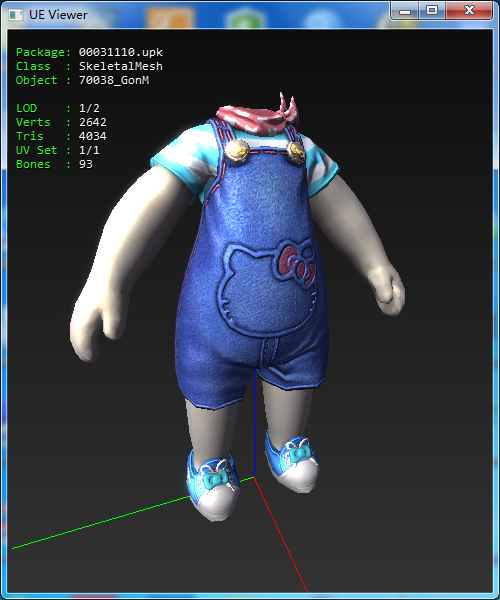 UE Viewer
Package: 00031110.upk
Class : SkeletalMesh
Object : 70038_GonM
LOD : 1/2
Verts : 2642
Tris : 4034
UV Set : 1/1
Bones : 93